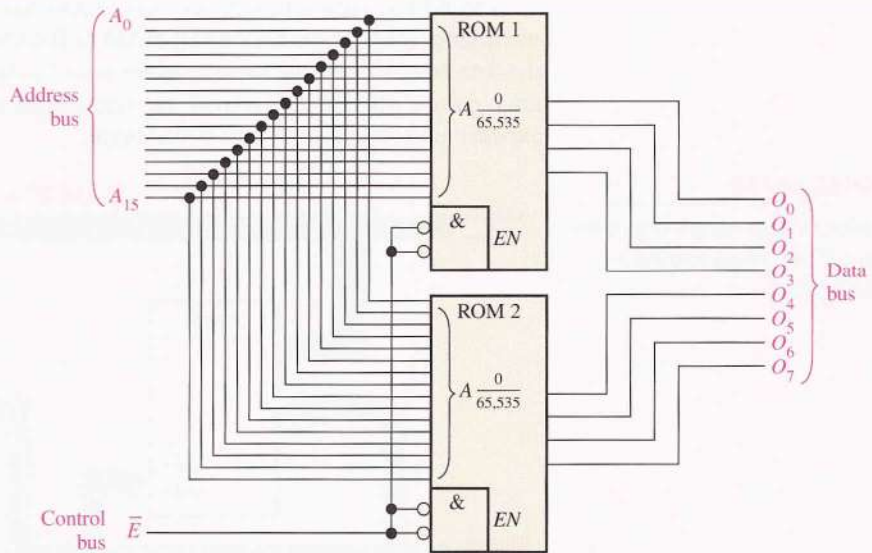 A₀
ROM 1
Address
bus
A 0/65,535
A₁₅
&
EN
O₀
O₁
O₂
O₃
O₄
O₅
O₆
O₇
Data
bus
ROM 2
A 0/65,535
&
EN
Control
bus
E̅